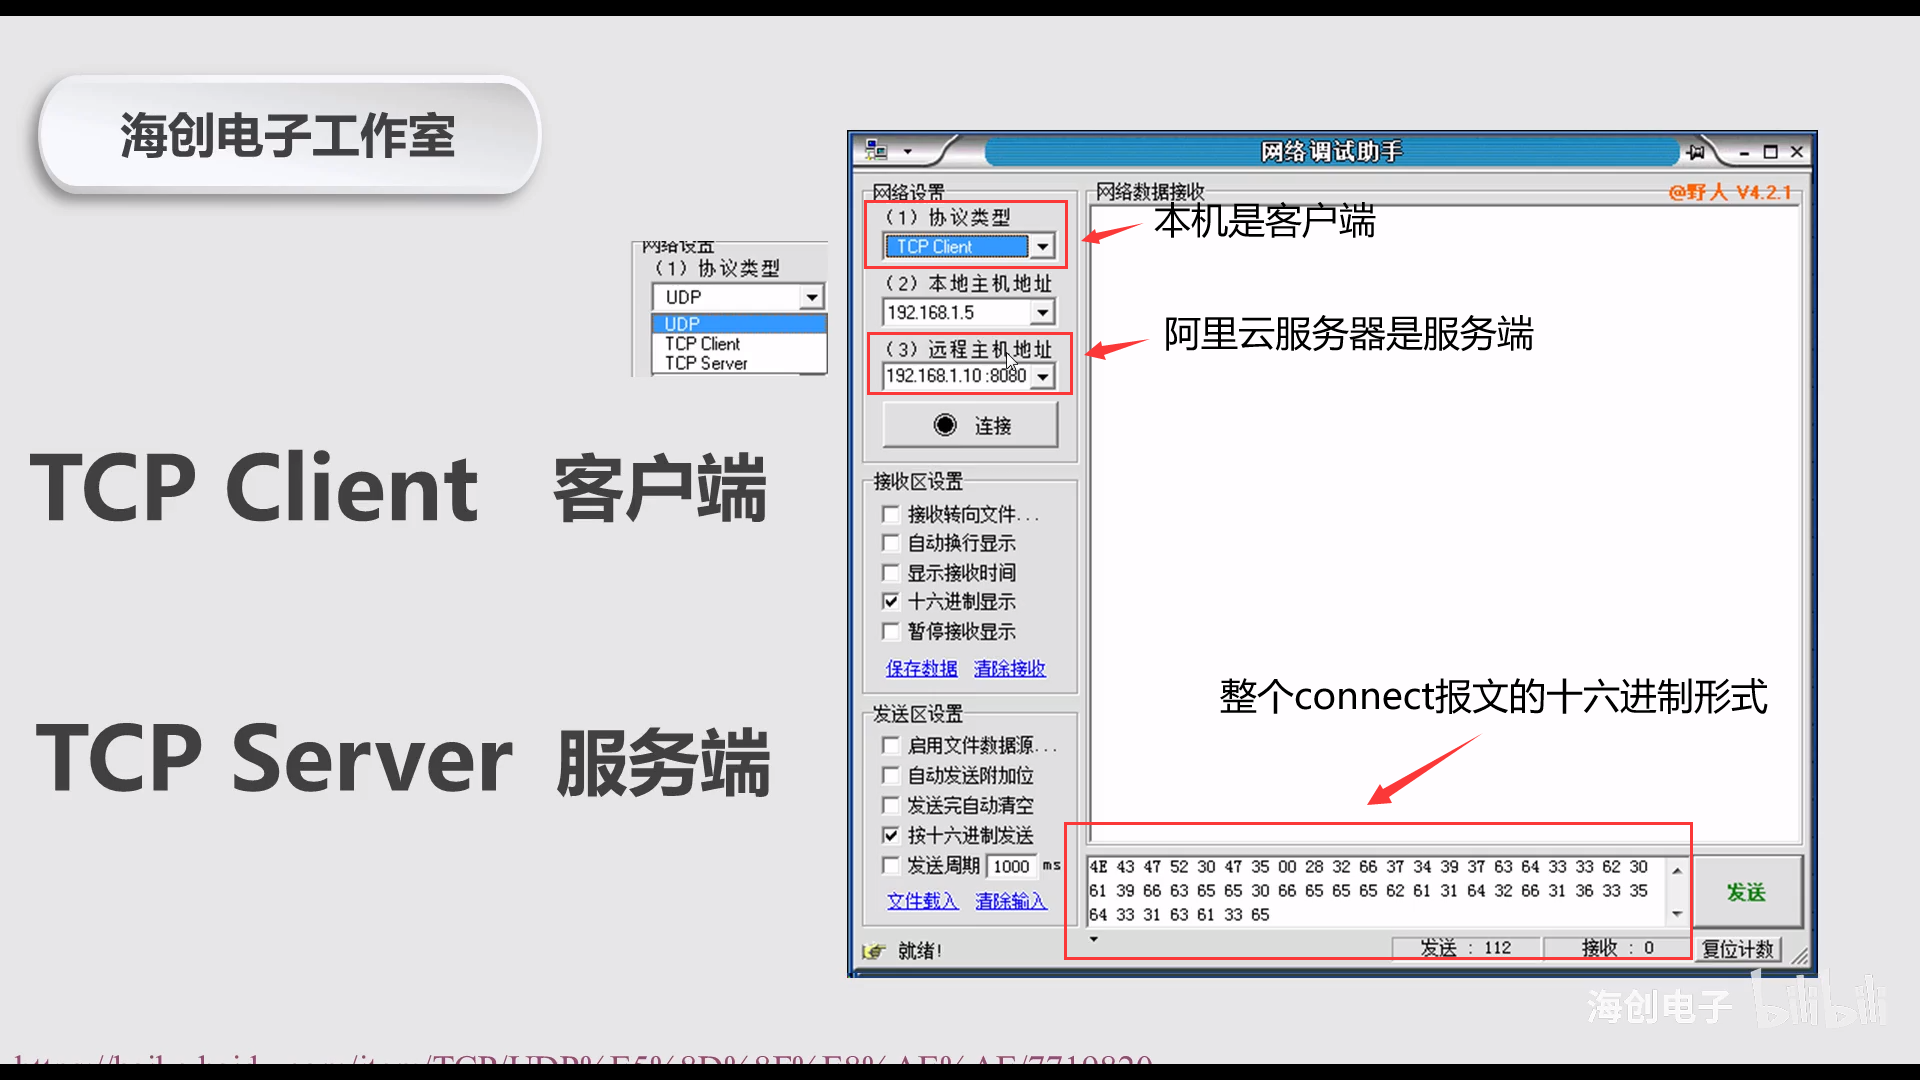 海创电子工作室
网络设置
（1）协议类型
UDP
UDP
TCP Client
TCP Server
TCP Client 客户端
TCP Server 服务端
网络调试助手
网络设置
（1）协议类型
TCP Client
（2）本地主机地址
192.168.1.5
（3）远程主机地址
192.168.1.10 :8080
连接
接收区设置
接收转向文件...
自动换行显示
显示接收时间
十六进制显示
暂停接收显示
保存数据 清除接收
发送区设置
启用文件数据源...
自动发送附加位
发送完自动清空
按十六进制发送
发送周期 1000 ms
文件载入 清除输入
就绪!
网络数据接收
@野人 V4.2.1
本机是客户端
阿里云服务器是服务端
整个connect报文的十六进制形式
4E 43 47 52 30 47 35 00 28 32 66 37 34 39 37 63 64 33 33 62 30
61 39 66 63 65 65 30 66 65 65 65 62 61 31 64 32 66 31 36 33 35
64 33 31 63 61 33 65
发送
发送 : 112
接收 : 0
复位计数
海创电子 bilibili